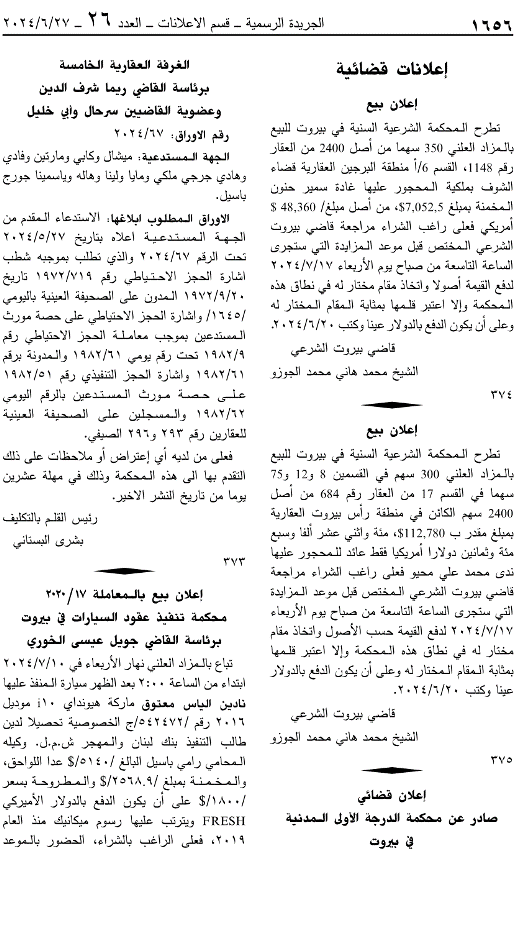 ١٦٥٦
الجريدة الرسمية – قسم الاعلانات – العدد ٢٦ – ٢٠٢٤/٦/٢٧
إعلانات قضائية
إعلان بيع
تطرح المحكمة الشرعية السنية في بيروت للبيع
بالمزاد العلني 350 سهما من أصل 2400 من العقار
رقم 1148، القسم 6/أ منطقة البرجين العقارية قضاء
الشوف بملكية المحجور عليها غادة سمير حنون
المخمنة بمبلغ 7,052,5$، من أصل مبلغ/ 48,360 $
أمريكي فعلى راغب الشراء مراجعة قاضي بيروت
الشرعي المختص قبل موعد المزايدة التي ستجرى
الساعة التاسعة من صباح يوم الأربعاء ٢٠٢٤/٧/١٧
لدفع القيمة أصولا واتخاذ مقام مختار له في نطاق هذه
المحكمة وإلا اعتبر قلمها بمثابة المقام المختار له
وعلى أن يكون الدفع بالدولار عينا وكتب ٢٠٢٤/٦/٢٠.
قاضي بيروت الشرعي
الشيخ محمد هاني محمد الجوزو
٣٧٤
إعلان بيع
تطرح المحكمة الشرعية السنية في بيروت للبيع
بالمزاد العلني 300 سهم في القسمين 8 و12 و75
سهما في القسم 17 من العقار رقم 684 من أصل
2400 سهم الكائن في منطقة رأس بيروت العقارية
بمبلغ مقدر ب 112,780$، مئة واثني عشر ألفا وسبع
مئة وثمانين دولارا أمريكيا فقط عائد للمحجور عليها
ندى محمد علي محيو فعلى راغب الشراء مراجعة
قاضي بيروت الشرعي المختص قبل موعد المزايدة
التي ستجرى الساعة التاسعة من صباح يوم الأربعاء
٢٠٢٤/٧/١٧ لدفع القيمة حسب الأصول واتخاذ مقام
مختار له في نطاق هذه المحكمة وإلا اعتبر قلمها
بمثابة المقام المختار له وعلى أن يكون الدفع بالدولار
عينا وكتب ٢٠٢٤/٦/٢٠.
قاضي بيروت الشرعي
الشيخ محمد هاني محمد الجوزو
٣٧٥
إعلان قضائي
صادر عن محكمة الدرجة الأولى المدنية
في بيروت
الغرفة العقارية الخامسة
برئاسة القاضي ريما شرف الدين
وعضوية القاضيين سرحال وأبي خليل
رقم الاوراق: ٢٠٢٤/٦٧
الجهة المستدعية: ميشال وكابي ومارتين وفادي
وهادي جرجي ملكي ومايا ولينا وهاله وياسمينا جورج
باسيل.
الاوراق المطلوب ابلاغها: الاستدعاء المقدم من
الجهة المستدعية اعلاه بتاريخ ٢٠٢٤/٥/٢٧
تحت الرقم ٢٠٢٤/٦٧ والذي تطلب بموجبه شطب
اشارة الحجز الاحتياطي رقم ١٩٧٢/٧١٩ تاريخ
١٩٧٢/٩/٢٠ المدون على الصحيفة العينية باليومي
/١٦٤٥/ واشارة الحجز الاحتياطي على حصة مورث
المستدعين بموجب معاملة الحجز الاحتياطي رقم
١٩٨٢/٩ تحت رقم يومي ١٩٨٢/٦١ والمدونة برقم
١٩٨٢/٦١ واشارة الحجز التنفيذي رقم ١٩٨٢/٥١
على حصة مورث المستدعين بالرقم اليومي
١٩٨٢/٦٢ والمسجلين على الصحيفة العينية
للعقارين رقم ٢٩٣ و٢٩٦ الصيفي.
فعلى من لديه أي إعتراض أو ملاحظات على ذلك
التقدم بها الى هذه المحكمة وذلك في مهلة عشرين
يوما من تاريخ النشر الاخير.
رئيس القلم بالتكليف
بشرى البستاني
٣٧٣
إعلان بيع بالمعاملة ٢٠٢٠/١٧
محكمة تنفيذ عقود السيارات في بيروت
برئاسة القاضي جويل عيسى الخوري
تباع بالمزاد العلني نهار الأربعاء في ٢٠٢٤/٧/١٠
ابتداء من الساعة ٢:٠٠ بعد الظهر سيارة المنفذ عليها
نادين الياس معتوق ماركة هيونداي i١٠ موديل
٢٠١٦ رقم /٥٤٢٤٧٢/ج الخصوصية تحصيلا لدين
طالب التنفيذ بنك لبنان والمهجر ش.م.ل. وكيله
المحامي رامي باسيل البالغ /٥١٤٠/$ عدا اللواحق،
والمخمنة بمبلغ /٢٥٦٨,٩/$ والمطروحة بسعر
/١٨٠٠/$ على أن يكون الدفع بالدولار الأميركي
FRESH ويترتب عليها رسوم ميكانيك منذ العام
٢٠١٩، فعلى الراغب بالشراء، الحضور بالموعد